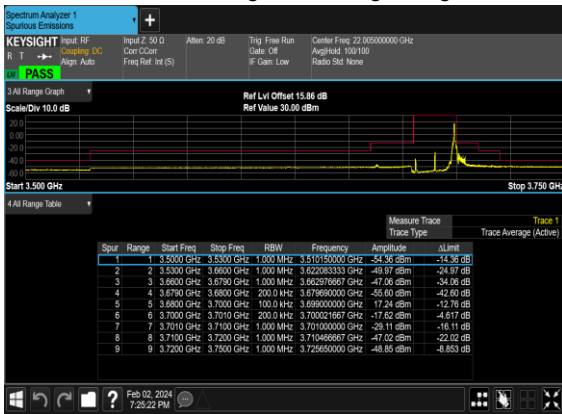 Spectrum Analyzer 1
Spurious Emissions
KEYSIGHT Input: RF Input Z: 50 Ω Atten: 20 dB Trig: Free Run Center Freq: 22.005000000 GHz
R T Coupling: DC Corr CCorr Gate: Off Avg|Hold: 100/100
Align: Auto Freq Ref: Int (S) IF Gain: Low Radio Std: None
PASS
3 All Range Graph
Ref Lvl Offset 15.86 dB
Scale/Div 10.0 dB Ref Value 30.00 dBm
20.0
0.00
-20.0
-40.0
-60.0
Start 3.500 GHz Stop 3.750 GHz
4 All Range Table
Measure Trace Trace 1
Trace Type Trace Average (Active)
Spur Range Start Freq Stop Freq RBW Frequency Amplitude ΔLimit
1 1 3.5000 GHz 3.5300 GHz 1.000 MHz 3.510150000 GHz -54.36 dBm -14.36 dB
2 2 3.5300 GHz 3.6600 GHz 1.000 MHz 3.622083333 GHz -49.97 dBm -24.97 dB
3 3 3.6600 GHz 3.6790 GHz 1.000 MHz 3.662976667 GHz -47.06 dBm -34.06 dB
4 4 3.6790 GHz 3.6800 GHz 200.0 kHz 3.679690000 GHz -55.60 dBm -42.60 dB
5 5 3.6800 GHz 3.7000 GHz 100.0 kHz 3.699000000 GHz 17.24 dBm -12.76 dB
6 6 3.7000 GHz 3.7010 GHz 200.0 kHz 3.700021667 GHz -17.62 dBm -4.617 dB
7 7 3.7010 GHz 3.7100 GHz 1.000 MHz 3.701000000 GHz -29.11 dBm -16.11 dB
8 8 3.7100 GHz 3.7200 GHz 1.000 MHz 3.710466667 GHz -47.02 dBm -22.02 dB
9 9 3.7200 GHz 3.7500 GHz 1.000 MHz 3.725650000 GHz -48.85 dBm -8.853 dB
Feb 02, 2024
7:25:22 PM